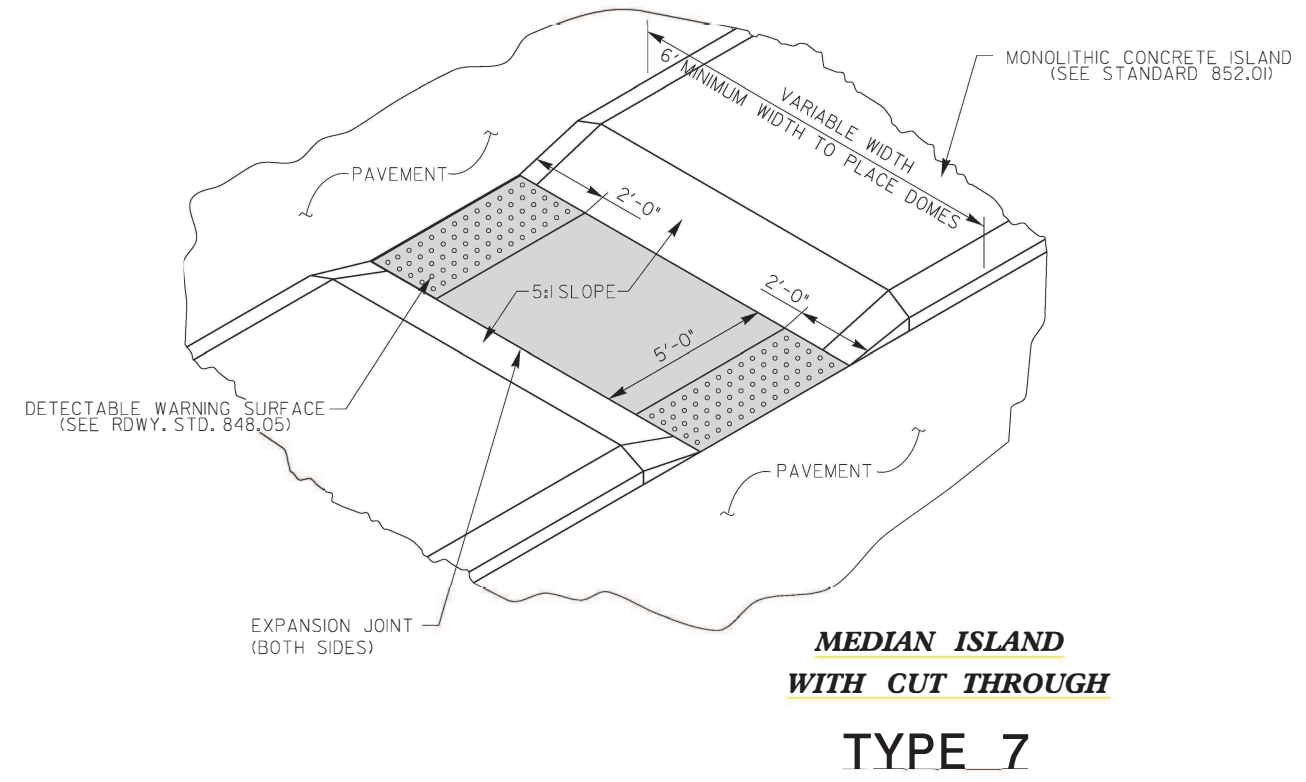 MONOLITHIC CONCRETE ISLAND
(SEE STANDARD 852.01)
VARIABLE WIDTH
6' MINIMUM WIDTH TO PLACE DOMES
PAVEMENT
2'-0"
5:1 SLOPE
2'-0"
5'-0"
DETECTABLE WARNING SURFACE
(SEE RDWY. STD. 848.05)
PAVEMENT
EXPANSION JOINT
(BOTH SIDES)
MEDIAN ISLAND
WITH CUT THROUGH
TYPE 7